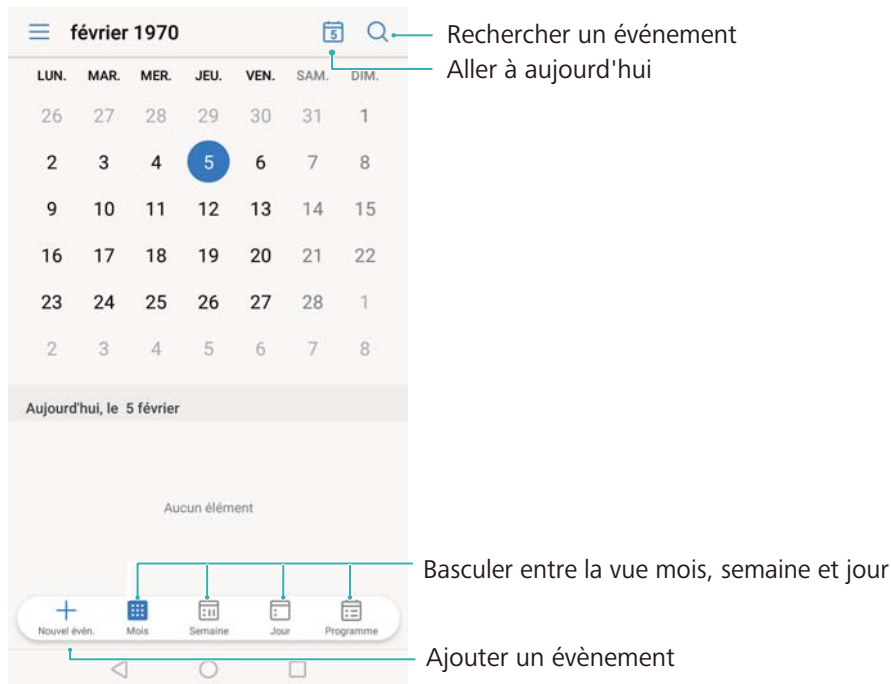 février 1970
5
Rechercher un événement
Aller à aujourd'hui
LUN. MAR. MER. JEU. VEN. SAM. DIM.
26 27 28 29 30 31 1
2 3 4 5 6 7 8
9 10 11 12 13 14 15
16 17 18 19 20 21 22
23 24 25 26 27 28 1
2 3 4 5 6 7 8
Aujourd'hui, le 5 février
Aucun élément
Basculer entre la vue mois, semaine et jour
Nouvel évén. Mois Semaine Jour Programme
Ajouter un évènement